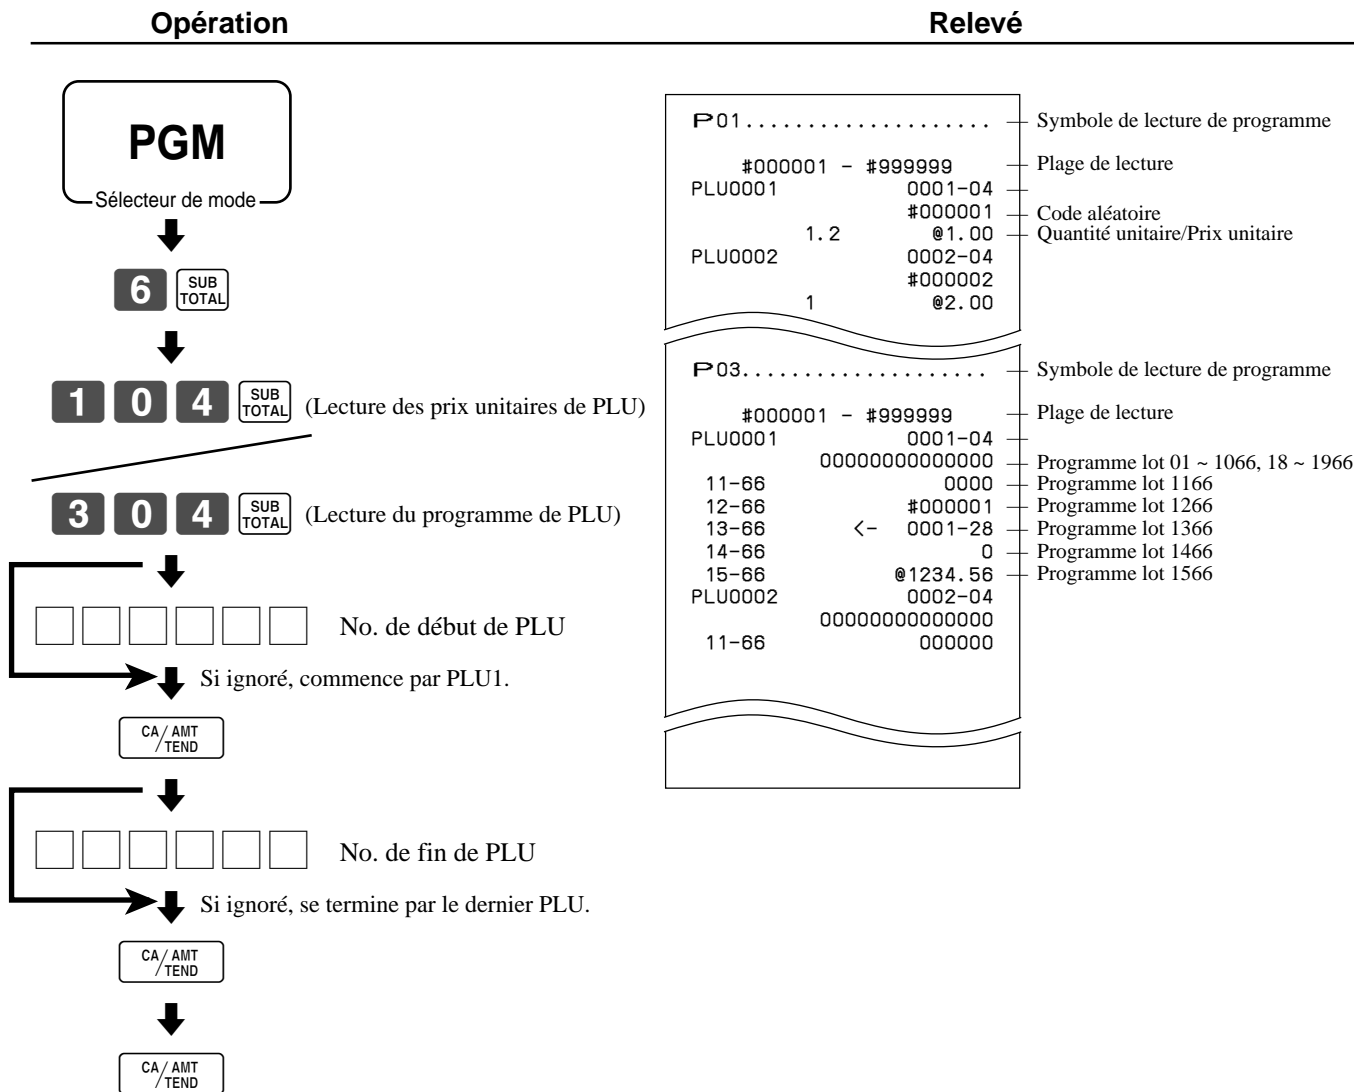 Opération
Relevé
PGM
Sélecteur de mode
6 SUB TOTAL
1 0 4 SUB TOTAL (Lecture des prix unitaires de PLU)
3 0 4 SUB TOTAL (Lecture du programme de PLU)
No. de début de PLU
Si ignoré, commence par PLU1.
CA/AMT TEND
No. de fin de PLU
Si ignoré, se termine par le dernier PLU.
CA/AMT TEND
CA/AMT TEND
P01.................... Symbole de lecture de programme
#000001 - #999999 Plage de lecture
PLU0001 0001-04
#000001 Code aléatoire
1.2 @1.00 Quantité unitaire/Prix unitaire
PLU0002 0002-04
#000002
1 @2.00
P03.................... Symbole de lecture de programme
#000001 - #999999 Plage de lecture
PLU0001 0001-04
00000000000000 Programme lot 01 ~ 1066, 18 ~ 1966
11-66 0000 Programme lot 1166
12-66 #000001 Programme lot 1266
13-66 <- 0001-28 Programme lot 1366
14-66 0 Programme lot 1466
15-66 @1234.56 Programme lot 1566
PLU0002 0002-04
00000000000000
11-66 000000